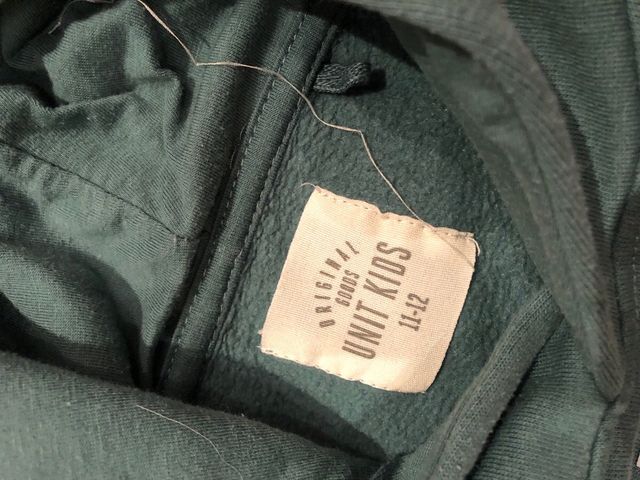 ORIGINAL
GOODS
UNIT KIDS
11-12